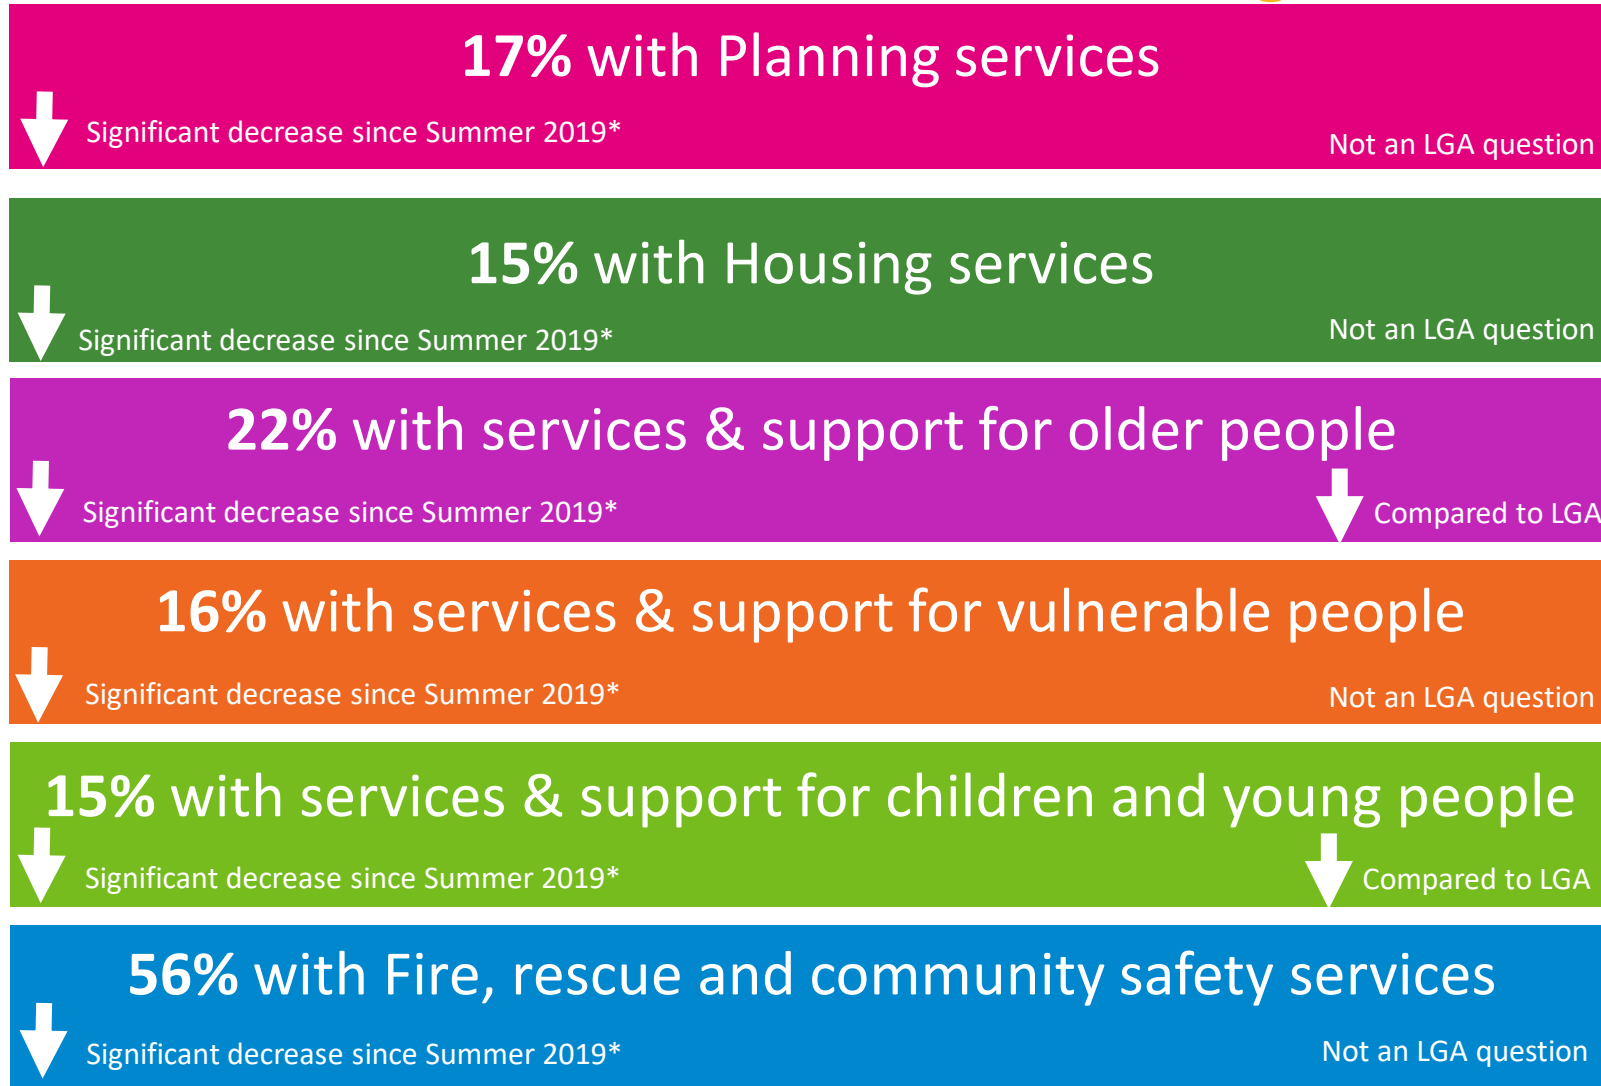 17% with Planning services
Significant decrease since Summer 2019*
Not an LGA question
15% with Housing services
Significant decrease since Summer 2019*
Not an LGA question
22% with services & support for older people
Significant decrease since Summer 2019*
Compared to LGA
16% with services & support for vulnerable people
Significant decrease since Summer 2019*
Not an LGA question
15% with services & support for children and young people
Significant decrease since Summer 2019*
Compared to LGA
56% with Fire, rescue and community safety services
Significant decrease since Summer 2019*
Not an LGA question